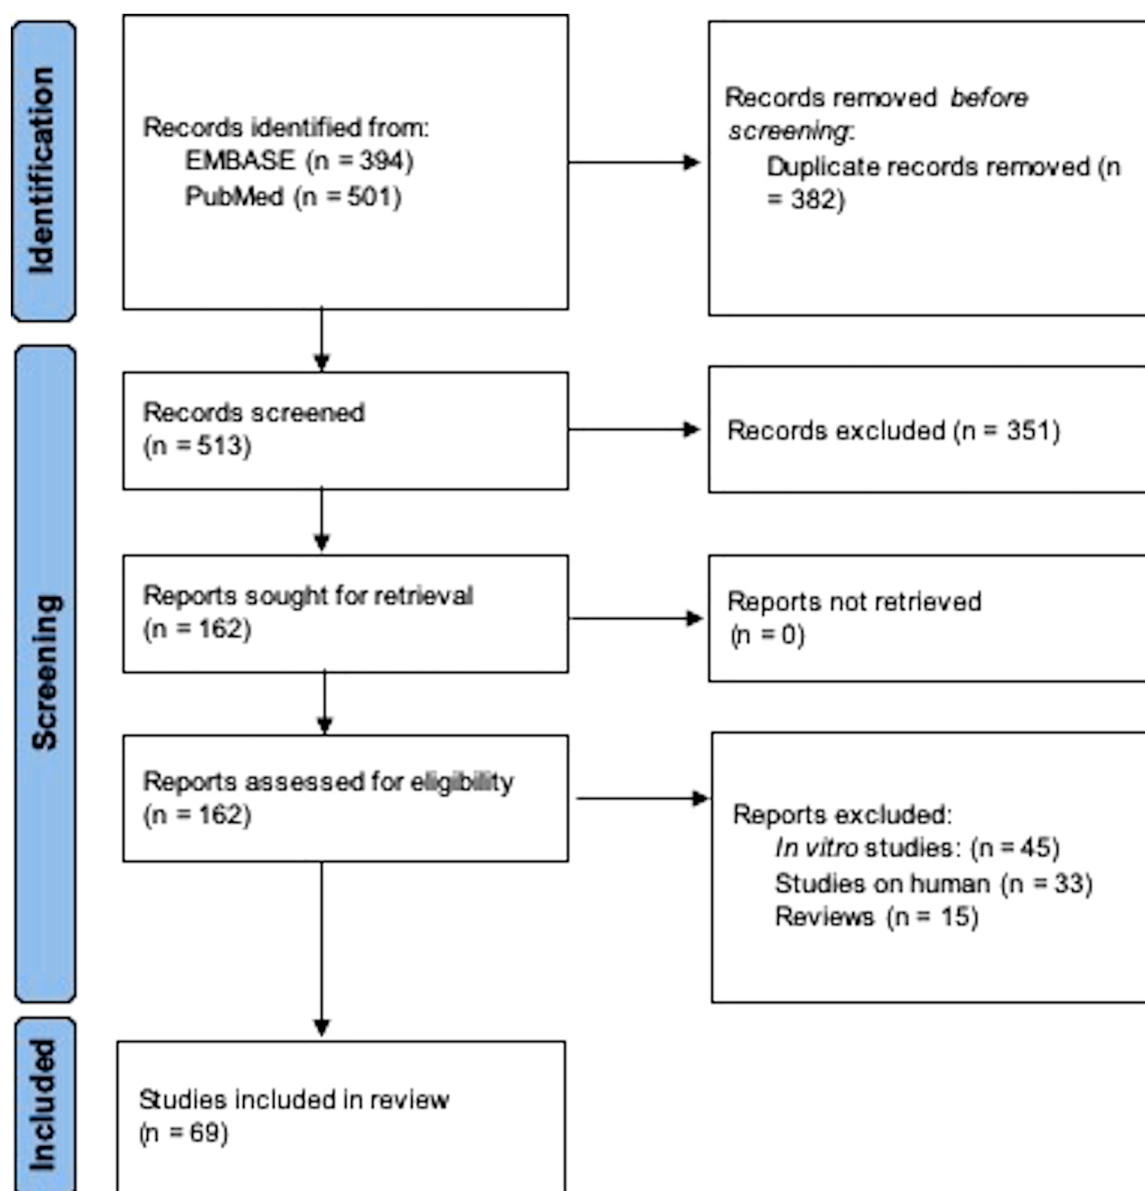 Identification
Records identified from:
EMBASE (n = 394)
PubMed (n = 501)
Records removed before
screening:
Duplicate records removed (n
= 382)
Screening
Records screened
(n = 513)
Records excluded (n = 351)
Reports sought for retrieval
(n = 162)
Reports not retrieved
(n = 0)
Reports assessed for eligibility
(n = 162)
Reports excluded:
In vitro studies: (n = 45)
Studies on human (n = 33)
Reviews (n = 15)
Included
Studies included in review
(n = 69)